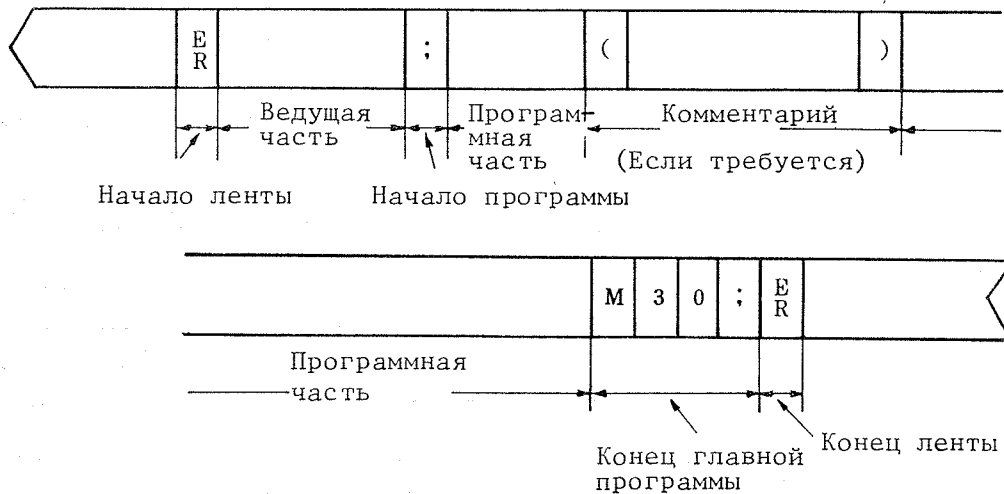 E
R
;
(
)
Ведущая
часть
Програм-
мная
часть
Комментарий
(Если требуется)
Начало ленты
Начало программы
M 3 0 ;
E
R
Программная
часть
Конец главной
программы
Конец ленты